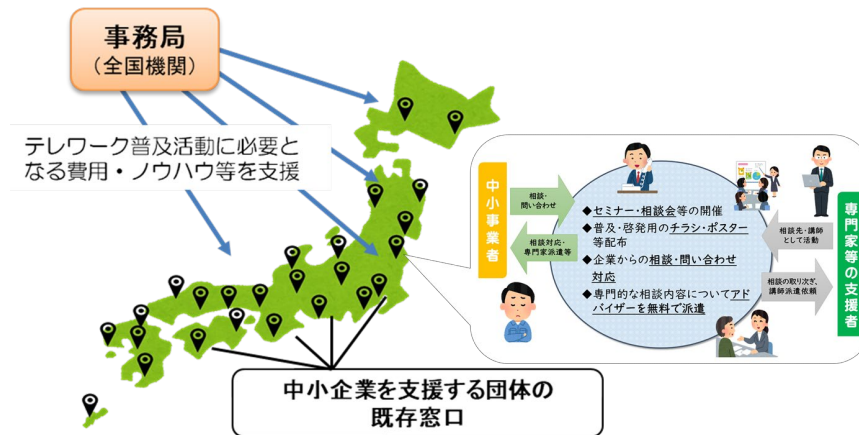 事務局
（全国機関）
テレワーク普及活動に必要と
なる費用・ノウハウ等を支援
中小企業を支援する団体の
既存窓口
中小事業者
相談・
問い合わせ
相談対応・
専門家派遣等
◆セミナー・相談会等の開催
◆普及・啓発用のチラシ・ポスター
等配布
◆企業からの相談・問い合わせ
対応
◆専門的な相談内容についてアド
バイザーを無料で派遣
相談先・講師
として活動
相談の取り次ぎ、
講師派遣依頼
専門家等の支援者